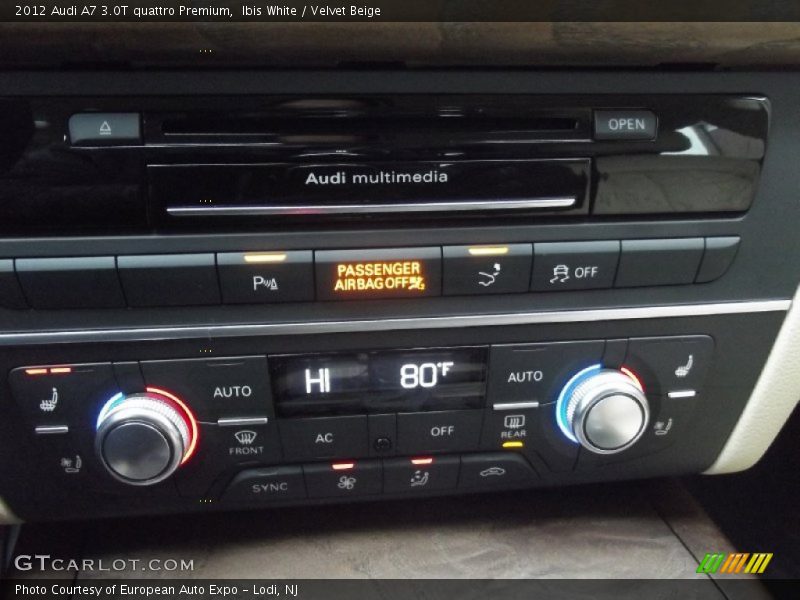 2012 Audi A7 3.0T quattro Premium,  Ibis White / Velvet Beige
OPEN
Audi multimedia
P
PASSENGER
AIRBAG OFF
OFF
HI
80°F
AUTO
AUTO
FRONT
AC
OFF
REAR
SYNC
GTCARLOT.COM
Photo Courtesy of European Auto Expo - Lodi, NJ